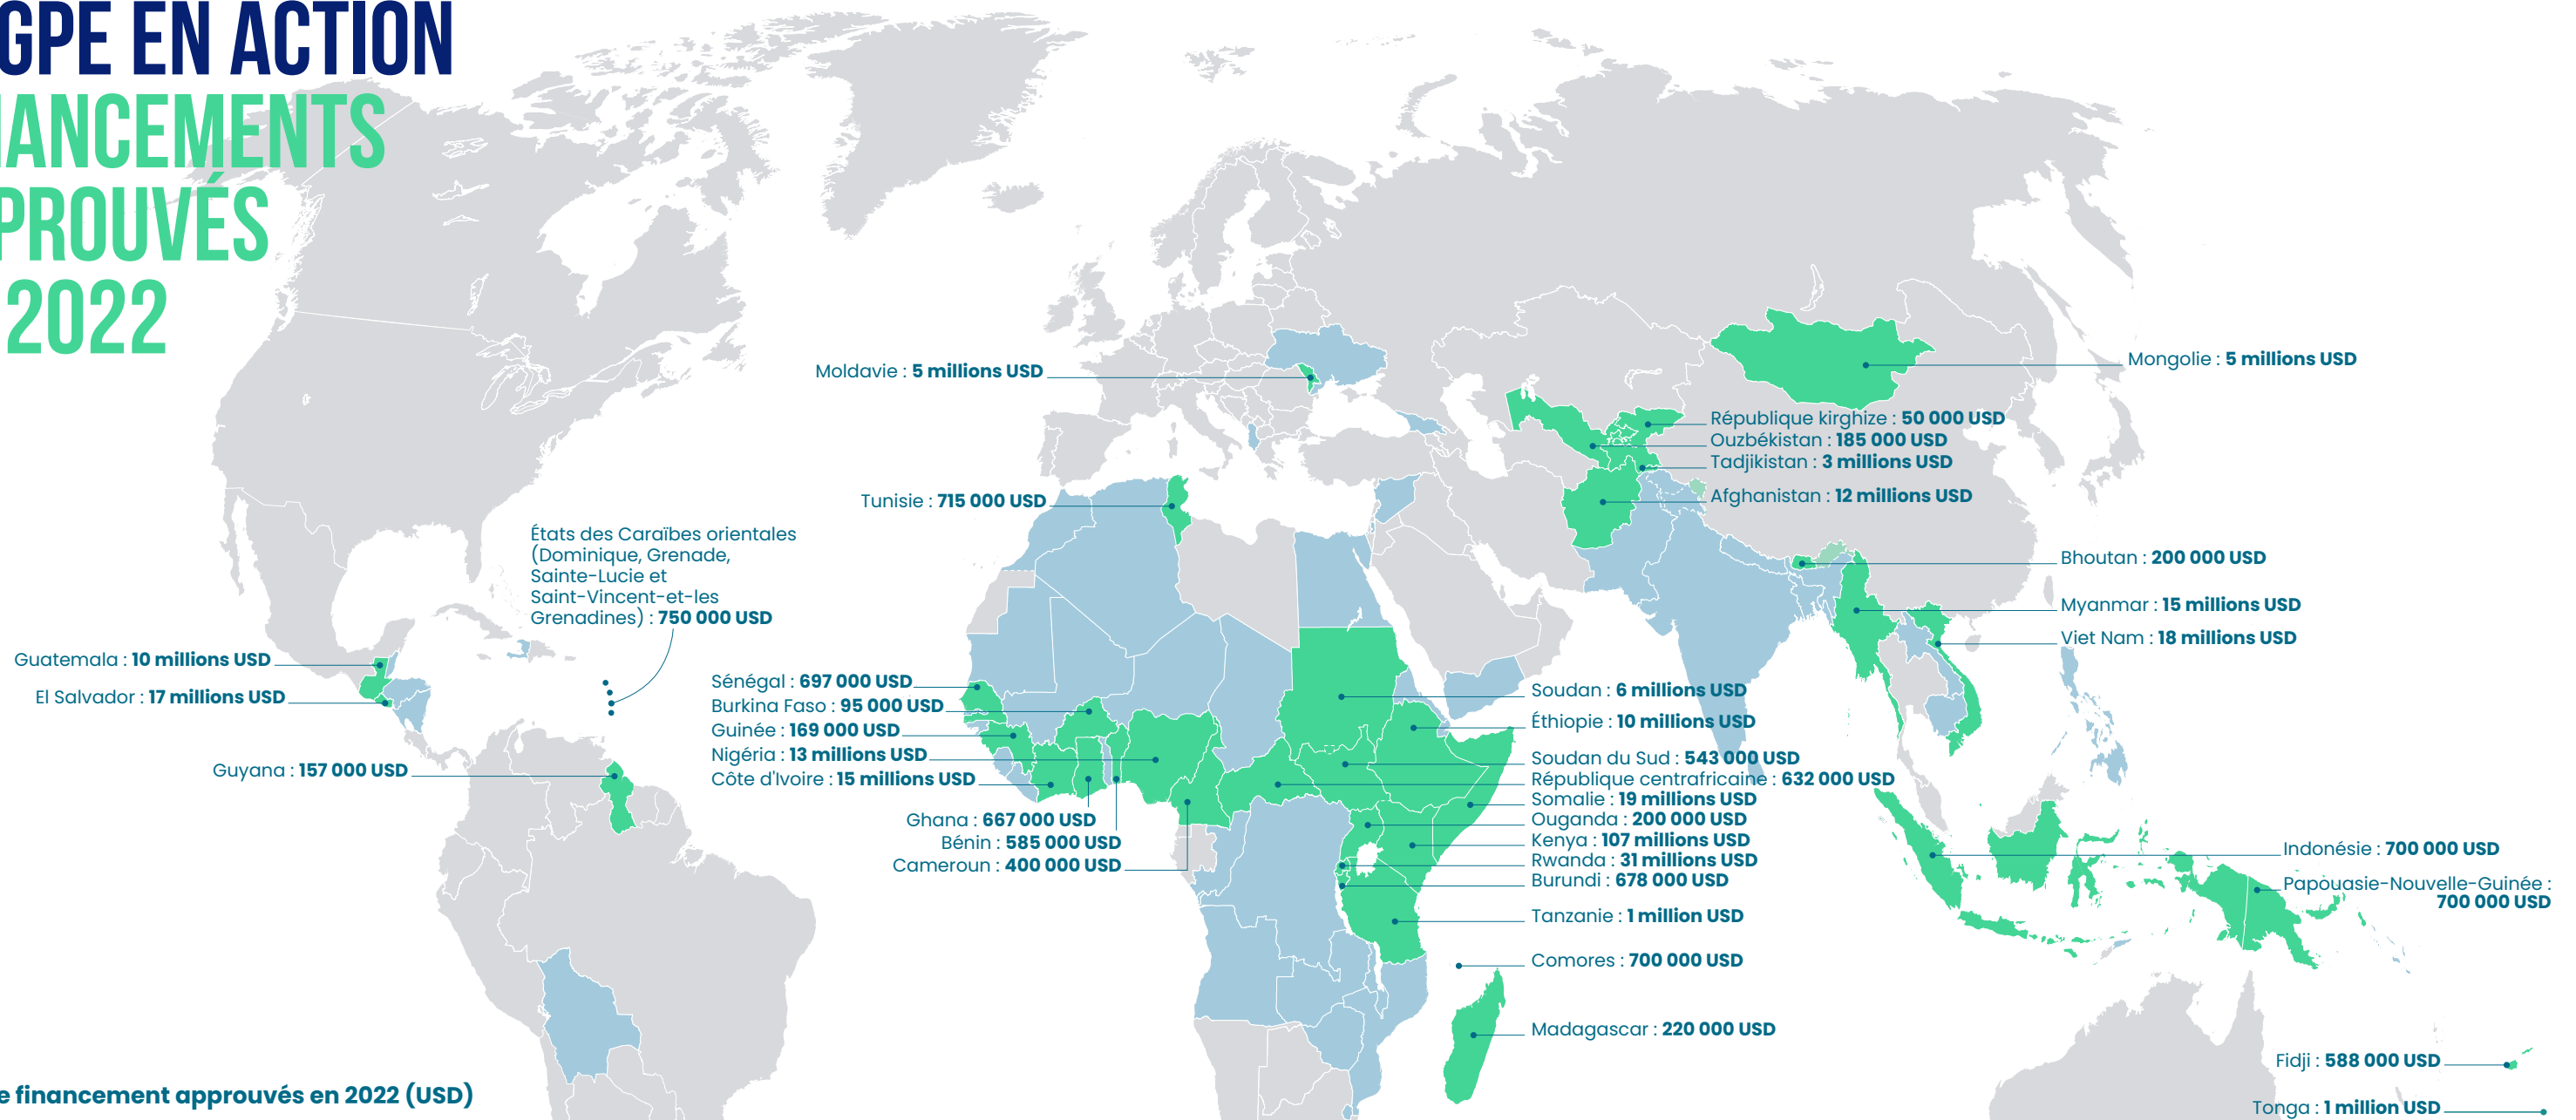 GPE EN ACTION
ANCEMENTS
PROUVÉS
2022
Moldavie : 5 millions USD
Mongolie : 5 millions USD
République kirghize : 50 000 USD
Ouzbékistan : 185 000 USD
Tadjikistan : 3 millions USD
Afghanistan : 12 millions USD
Tunisie : 715 000 USD
États des Caraïbes orientales
(Dominique, Grenade,
Sainte-Lucie et
Saint-Vincent-et-les
Grenadines) : 750 000 USD
Bhoutan : 200 000 USD
Myanmar : 15 millions USD
Viet Nam : 18 millions USD
Guatemala : 10 millions USD
El Salvador : 17 millions USD
Guyana : 157 000 USD
Sénégal : 697 000 USD
Burkina Faso : 95 000 USD
Guinée : 169 000 USD
Nigéria : 13 millions USD
Côte d'Ivoire : 15 millions USD
Ghana : 667 000 USD
Bénin : 585 000 USD
Cameroun : 400 000 USD
Soudan : 6 millions USD
Éthiopie : 10 millions USD
Soudan du Sud : 543 000 USD
République centrafricaine : 632 000 USD
Somalie : 19 millions USD
Ouganda : 200 000 USD
Kenya : 107 millions USD
Rwanda : 31 millions USD
Burundi : 678 000 USD
Tanzanie : 1 million USD
Comores : 700 000 USD
Madagascar : 220 000 USD
Indonésie : 700 000 USD
Papouasie-Nouvelle-Guinée :
700 000 USD
Fidji : 588 000 USD
Tonga : 1 million USD
e financement approuvés en 2022 (USD)